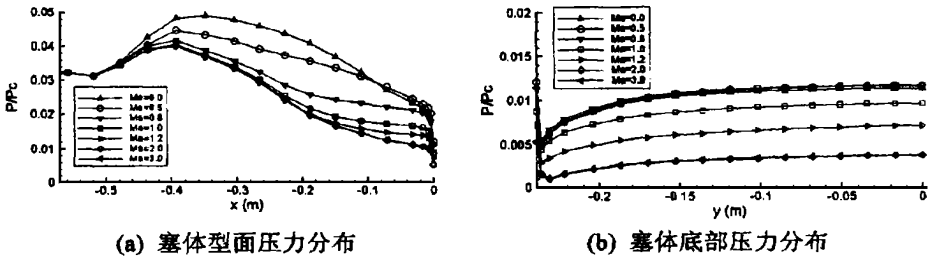 (a)
0.05
0.04
0.03
0.02
0.01
0
P/Pc
Ma=0.0
Ma=0.5
Ma=0.8
Ma=1.0
Ma=1.2
Ma=2.0
Ma=3.0
-0.5
-0.4
-0.3
-0.2
-0.1
0
x (m)
(a) 塞体型面压力分布
(b)
0.02
0.015
0.01
0.005
0
P/Pc
Ma=0.0
Ma=0.5
Ma=0.8
Ma=1.0
Ma=1.2
Ma=2.0
Ma=3.0
-0.2
-0.15
-0.1
-0.05
0
y (m)
(b) 塞体底部压力分布